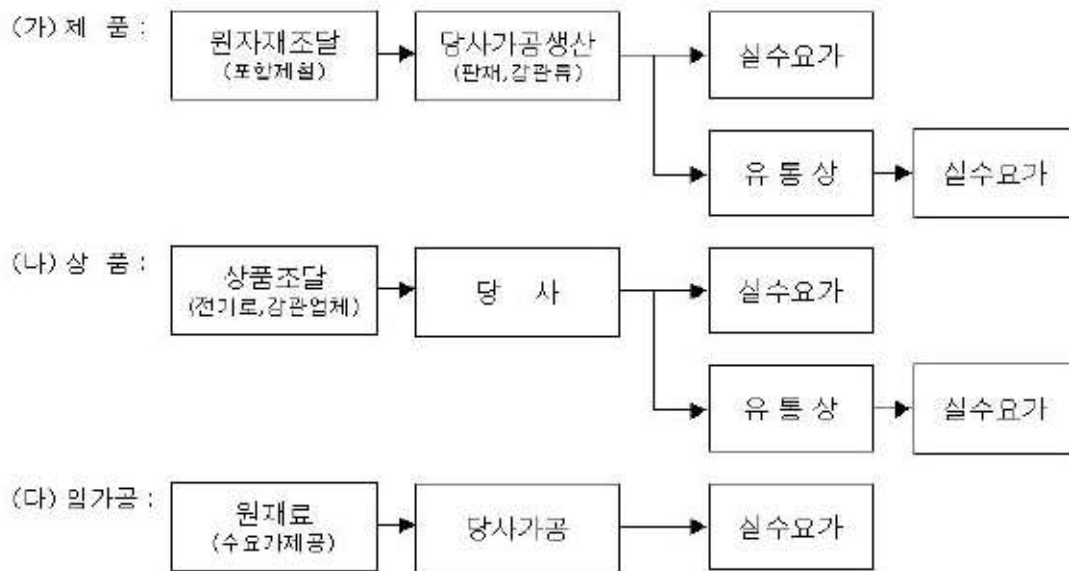 (가) 제 품 :
원자재조달
(포항제철)
당사가공생산
(판재,강관류)
실수요가
유 통 상
실수요가
(나) 상 품 :
상품조달
(전기로,강관업체)
당 사
실수요가
유 통 상
실수요가
(다) 임가공 :
원재료
(수요가제공)
당사가공
실수요가